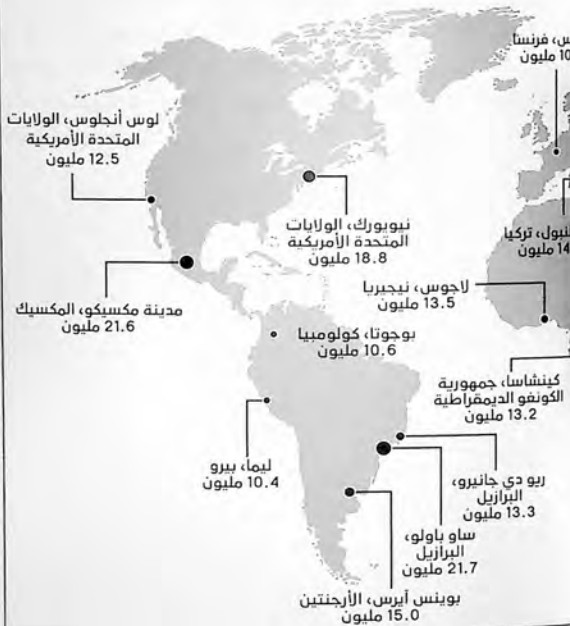 فرنسا
مليون
لوس أنجلوس، الولايات
المتحدة الأمريكية
12.5 مليون
نيويورك، الولايات
المتحدة الأمريكية
18.8 مليون
تركيا
مدينة مكسيكو، المكسيك
21.6 مليون
لاجوس، نيجيريا
13.5 مليون
بوجوتا، كولومبيا
10.6 مليون
كينشاسا، جمهورية
الكونغو الديمقراطية
13.2 مليون
ليما، بيرو
10.4 مليون
ريو دي جانيرو،
البرازيل
13.3 مليون
ساو باولو،
البرازيل
21.7 مليون
بوينس آيرس، الأرجنتين
15.0 مليون